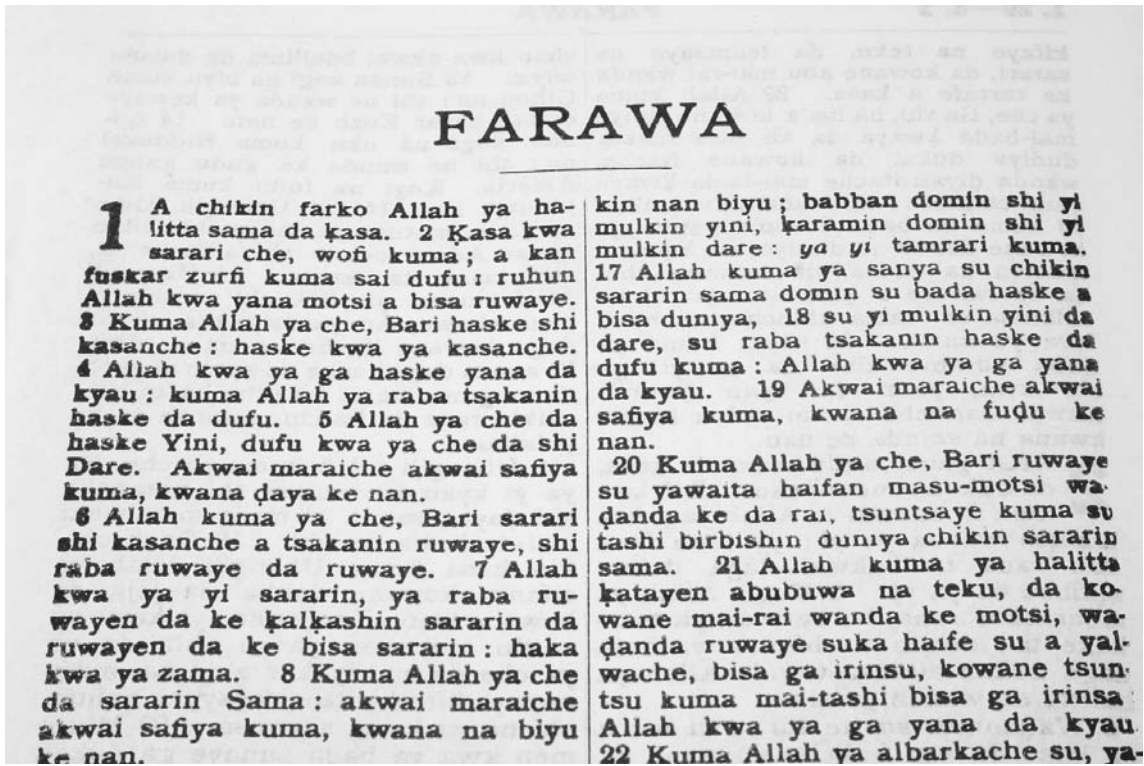 FARAWA
1 A chikin farko Allah ya ha-
litta sama da ƙasa. 2 Ƙasa kwa
sarari che, wofi kuma; a kan
fuskar zurfi kuma sai dufu: ruhun
Allah kwa yana motsi a bisa ruwaye.
3 Kuma Allah ya che, Bari haske shi
kasanche: haske kwa ya kasanche.
4 Allah kwa ya ga haske yana da
kyau: kuma Allah ya raba tsakanin
haske da dufu. 5 Allah ya che da
haske Yini, dufu kwa ya che da shi
Dare. Akwai maraiche akwai safiya
kuma, kwana ɗaya ke nan.
6 Allah kuma ya che, Bari sarari
shi kasanche a tsakanin ruwaye, shi
raba ruwaye da ruwaye. 7 Allah
kwa ya yi sararin, ya raba ru-
wayen da ke kalkashin sararin da
ruwayen da ke bisa sararin: haka
kwa ya zama. 8 Kuma Allah ya che
da sararin Sama: akwai maraiche
akwai safiya kuma, kwana na biyu
ke nan.
kin nan biyu; babban domin shi yi
mulkin yini, ƙaramin domin shi yi
mulkin dare: ya yi tamrari kuma.
17 Allah kuma ya sanya su chikin
sararin sama domin su bada haske a
bisa duniya, 18 su yi mulkin yini da
dare, su raba tsakanin haske da
dufu kuma: Allah kwa ya ga yana
da kyau. 19 Akwai maraiche akwai
safiya kuma, kwana na fuɗu ke
nan.
20 Kuma Allah ya che, Bari ruwaye
su yawaita haifan masu-motsi wa-
ɗanda ke da rai, tsuntsaye kuma su
tashi birbishin duniya chikin sararin
sama. 21 Allah kuma ya halitta
katayen abubuwa na teku, da ko-
wane mai-rai wanda ke motsi, wa-
ɗanda ruwaye suka haife su a yal-
wache, bisa ga irinsu, kowane tsun-
tsu kuma mai-tashi bisa ga irinsa
Allah kwa ya ga yana da kyau
22 Kuma Allah ya albarkache su, ya-